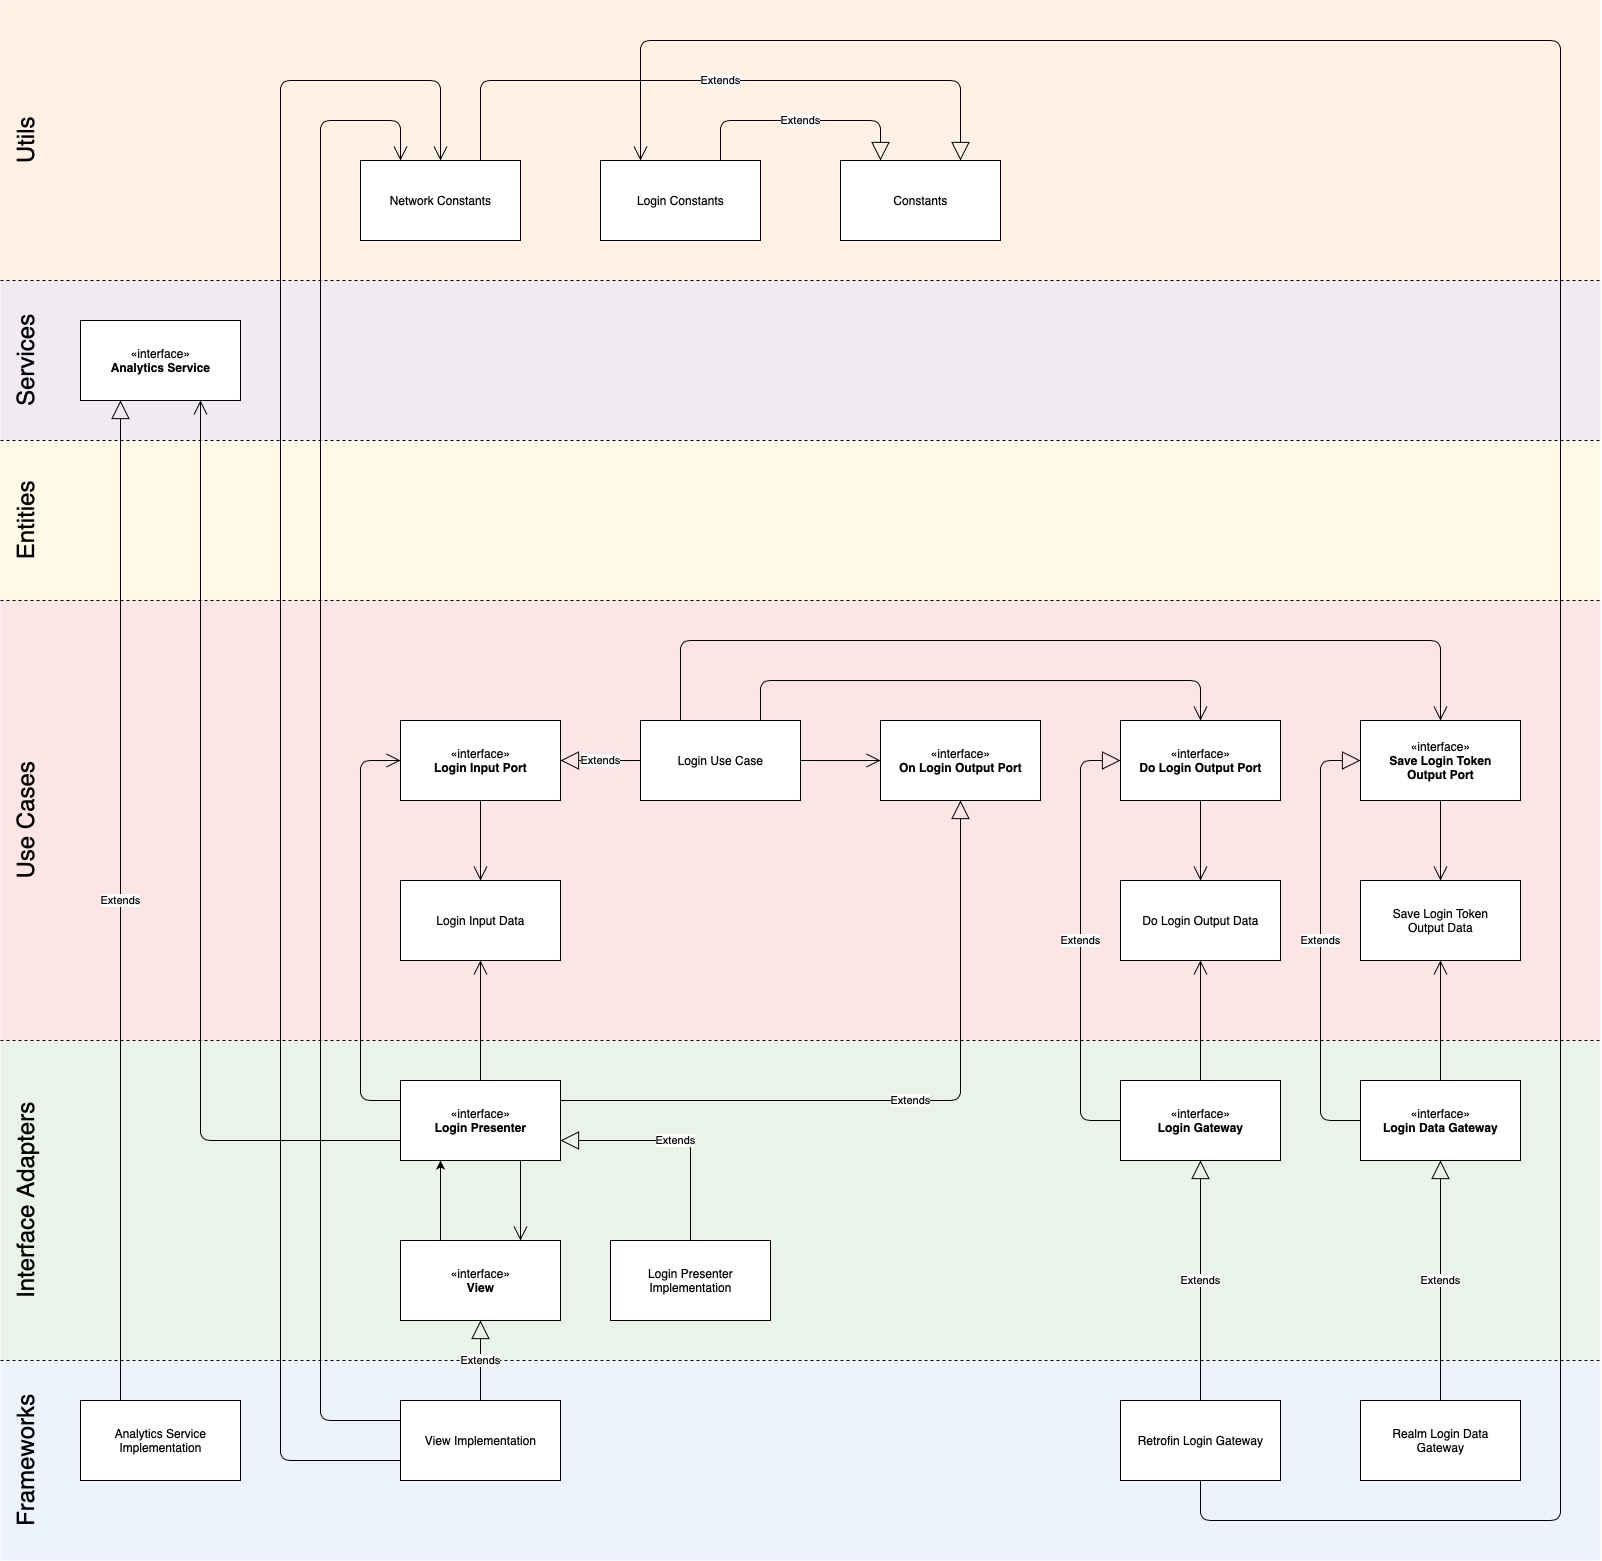 Utils
Extends
Extends
Network Constants
Login Constants
Constants
Services
«interface»
Analytics Service
Entities
Use Cases
«interface»
Login Input Port
Extends
Login Use Case
«interface»
On Login Output Port
«interface»
Do Login Output Port
«interface»
Save Login Token
Output Port
Extends
Login Input Data
Do Login Output Data
Save Login Token
Output Data
Extends
Extends
Interface Adapters
«interface»
Login Presenter
Extends
Extends
«interface»
Login Gateway
«interface»
Login Data Gateway
«interface»
View
Login Presenter
Implementation
Extends
Extends
Extends
Frameworks
Analytics Service
Implementation
View Implementation
Retrofin Login Gateway
Realm Login Data
Gateway